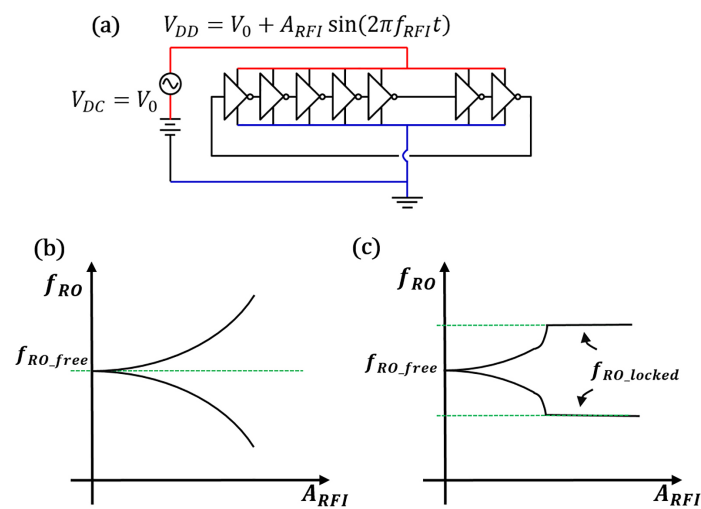 (a) V_DD = V_0 + A_RFI sin(2πf_RFI t)
V_DC = V_0
(b)
f_RO
f_RO_free
A_RFI
(c)
f_RO
f_RO_free
f_RO_locked
A_RFI